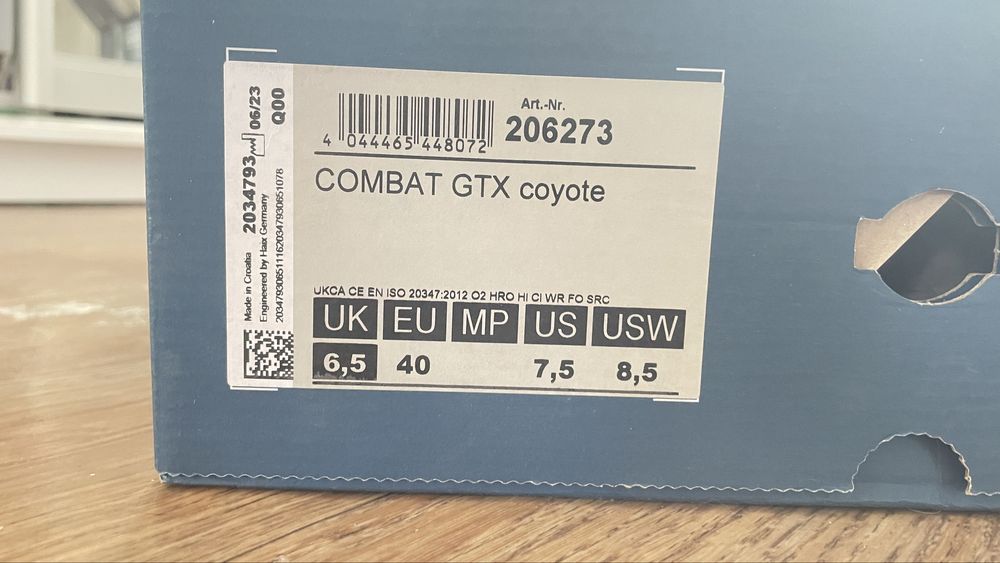 Made in Croatia 2034793 06/23
Engineered by Haix Germany Q00
2034793065111620347930651078
4 044465 448072
Art.-Nr.
206273
COMBAT GTX coyote
UKCA CE EN ISO 20347:2012 O2 HRO HI CI WR FO SRC
UK EU MP US USW
6,5 40 7,5 8,5